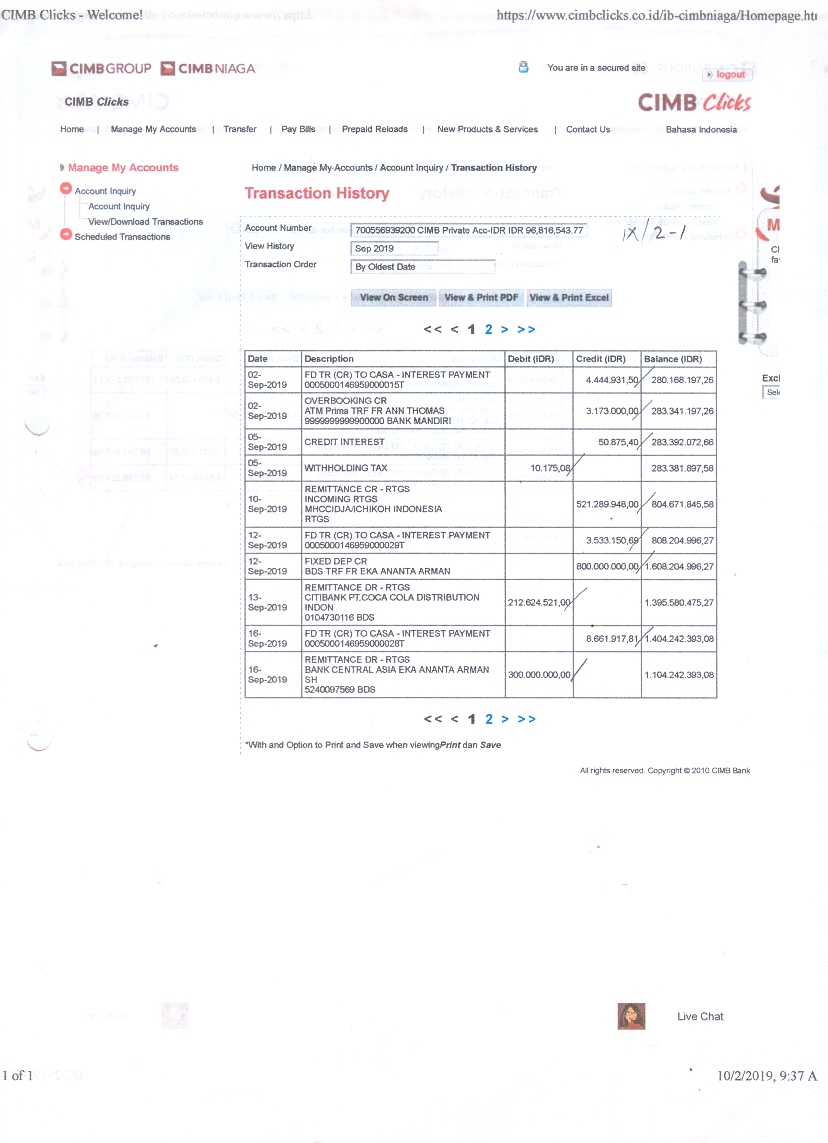 CIMB Clicks - Welcome!
https://www.cimbclicks.co.id/ib-cimbniaga/Homepage.ht
CIMBGROUP CIMBNIAGA
You are in a secured site
logout
CIMB Clicks
CIMB Clicks
Home | Manage My Accounts | Transfer | Pay Bills | Prepaid Reloads | New Products & Services | Contact Us Bahasa Indonesia
Manage My Accounts
Account Inquiry
Account Inquiry
View/Download Transactions
Scheduled Transactions
Home / Manage My-Accounts / Account Inquiry / Transaction History
Transaction History
Account Number 700556939200 CIMB Private Acc-IDR IDR 96,816,543.77
IX/2-1
View History Sep 2019
Transaction Order By Oldest Date
View On Screen View & Print PDF View & Print Excel
<< < 1 2 > >>
Date Description Debit (IDR) Credit (IDR) Balance (IDR)
02-
Sep-2019
FD TR (CR) TO CASA - INTEREST PAYMENT
0005000146959000015T
4.444.931,50 280.168.197,26
02-
Sep-2019
OVERBOOKING CR
ATM Prima TRF FR ANN THOMAS
9999999999900000 BANK MANDIRI
3.173.000,00 283.341.197,26
05-
Sep-2019
CREDIT INTEREST
50.875,40 283.392.072,66
05-
Sep-2019
WITHHOLDING TAX
10.175,08 283.381.897,58
10-
Sep-2019
REMITTANCE CR - RTGS
INCOMING RTGS
MHCCIDJA/ICHIKOH INDONESIA
RTGS
521.289.948,00 804.671.845,58
12-
Sep-2019
FD TR (CR) TO CASA - INTEREST PAYMENT
0005000146959000029T
3.533.150,69 808.204.996,27
12-
Sep-2019
FIXED DEP CR
BDS TRF FR EKA ANANTA ARMAN
800.000.000,00 1.608.204.996,27
13-
Sep-2019
REMITTANCE DR - RTGS
CITIBANK PT.COCA COLA DISTRIBUTION
INDON
0104730116 BDS
212.624.521,00 1.395.580.475,27
16-
Sep-2019
FD TR (CR) TO CASA - INTEREST PAYMENT
0005000146959000028T
8.661.917,81 1.404.242.393,08
16-
Sep-2019
REMITTANCE DR - RTGS
BANK CENTRAL ASIA EKA ANANTA ARMAN
SH
5240097569 BDS
300.000.000,00 1.104.242.393,08
<< < 1 2 > >>
*With and Option to Print and Save when viewingPrint dan Save
All rights reserved. Copyright © 2010 CIMB Bank
Live Chat
1 of 1
10/2/2019, 9:37 A